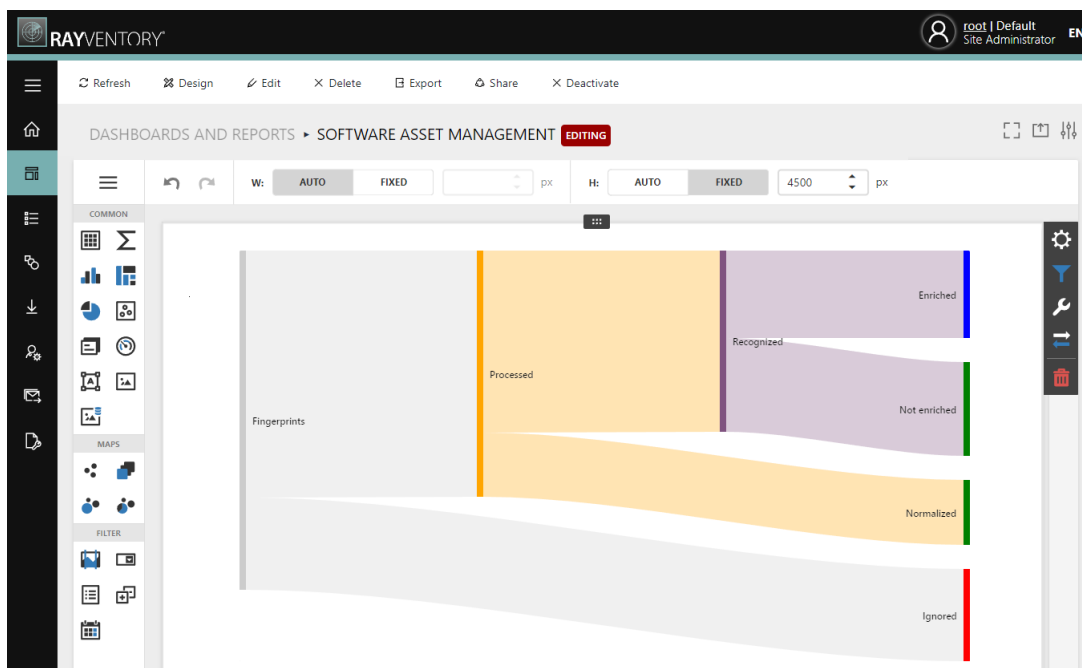 RAYVENTORY
root | Default
Site Administrator
EN
Refresh
Design
Edit
Delete
Export
Share
Deactivate
DASHBOARDS AND REPORTS ▸ SOFTWARE ASSET MANAGEMENT EDITING
W: AUTO FIXED px H: AUTO FIXED 4500 px
COMMON
MAPS
FILTER
Enriched
Recognized
Processed
Not enriched
Fingerprints
Normalized
Ignored